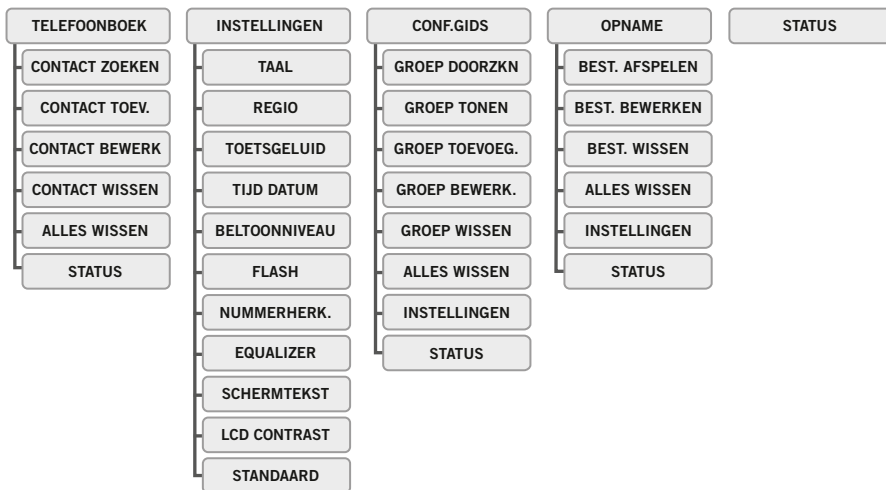 TELEFOONBOEK
CONTACT ZOEKEN
CONTACT TOEV.
CONTACT BEWERK
CONTACT WISSEN
ALLES WISSEN
STATUS
INSTELLINGEN
TAAL
REGIO
TOETSGELUID
TIJD DATUM
BELTOONNIVEAU
FLASH
NUMMERHERK.
EQUALIZER
SCHERMTEKST
LCD CONTRAST
STANDAARD
CONF.GIDS
GROEP DOORZKN
GROEP TONEN
GROEP TOEVOEG.
GROEP BEWERK.
GROEP WISSEN
ALLES WISSEN
INSTELLINGEN
STATUS
OPNAME
BEST. AFSPELEN
BEST. BEWERKEN
BEST. WISSEN
ALLES WISSEN
INSTELLINGEN
STATUS
STATUS